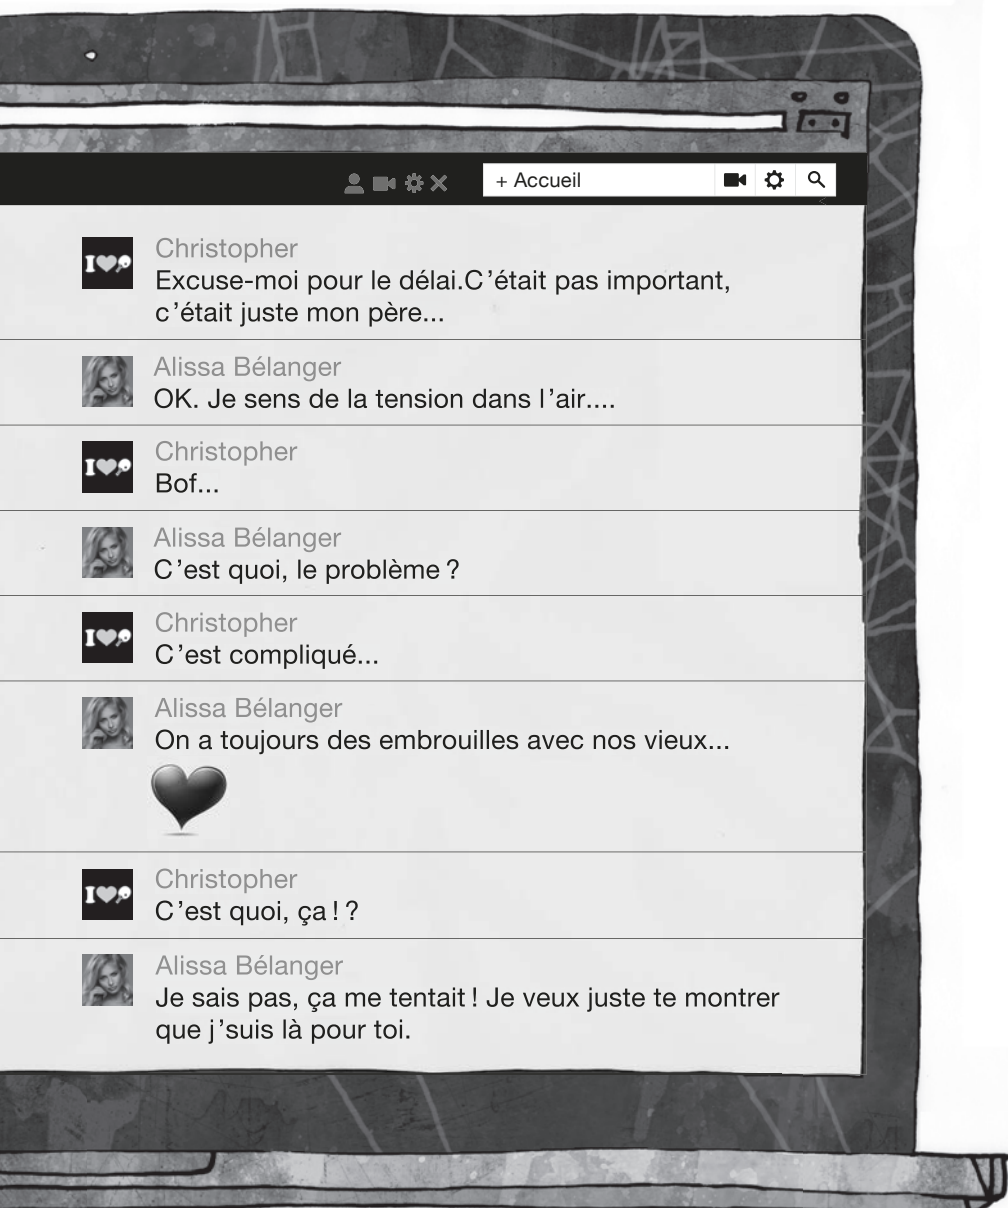 + Accueil
Christopher
Excuse-moi pour le délai.C'était pas important,
c'était juste mon père...
Alissa Bélanger
OK. Je sens de la tension dans l'air....
Christopher
Bof...
Alissa Bélanger
C'est quoi, le problème ?
Christopher
C'est compliqué...
Alissa Bélanger
On a toujours des embrouilles avec nos vieux...
Christopher
C'est quoi, ça ! ?
Alissa Bélanger
Je sais pas, ça me tentait ! Je veux juste te montrer
que j'suis là pour toi.